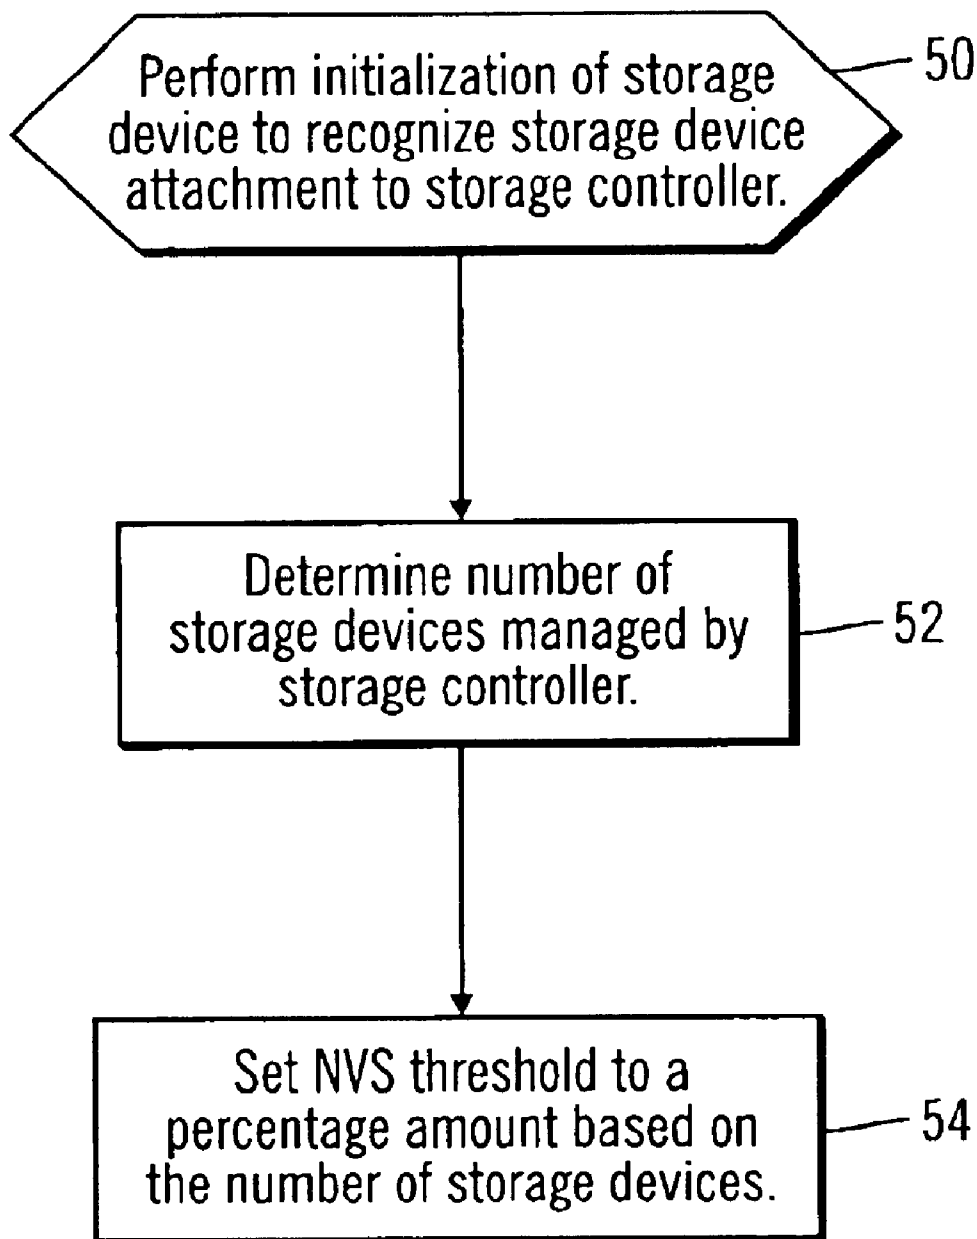 Perform initialization of storage
device to recognize storage device
attachment to storage controller.
50
Determine number of
storage devices managed by
storage controller.
52
Set NVS threshold to a
percentage amount based on
the number of storage devices.
54